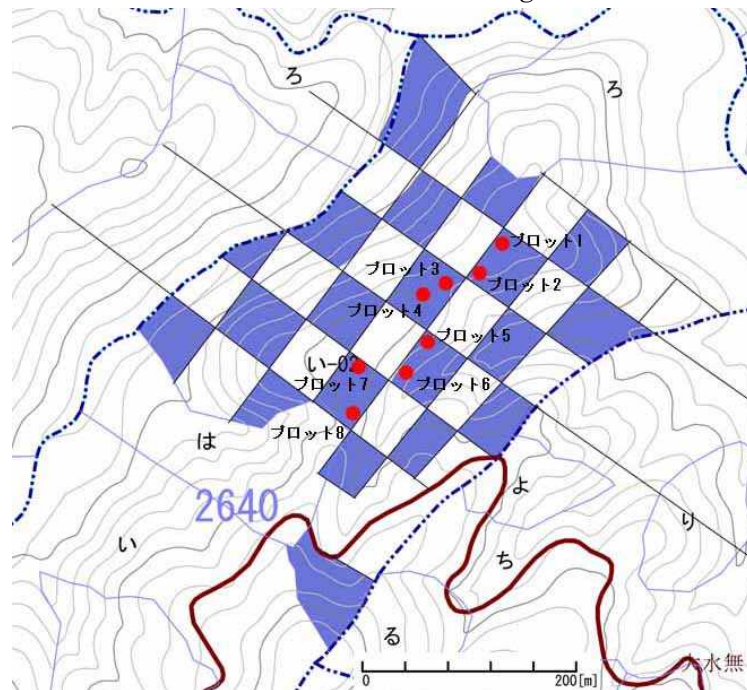 ろ
ろ
プロット1
プロット2
プロット3
プロット4
プロット5
い-02
プロット6
プロット7
プロット8
は
2640
い
よ
り
ち
る
水無
0
200[m]